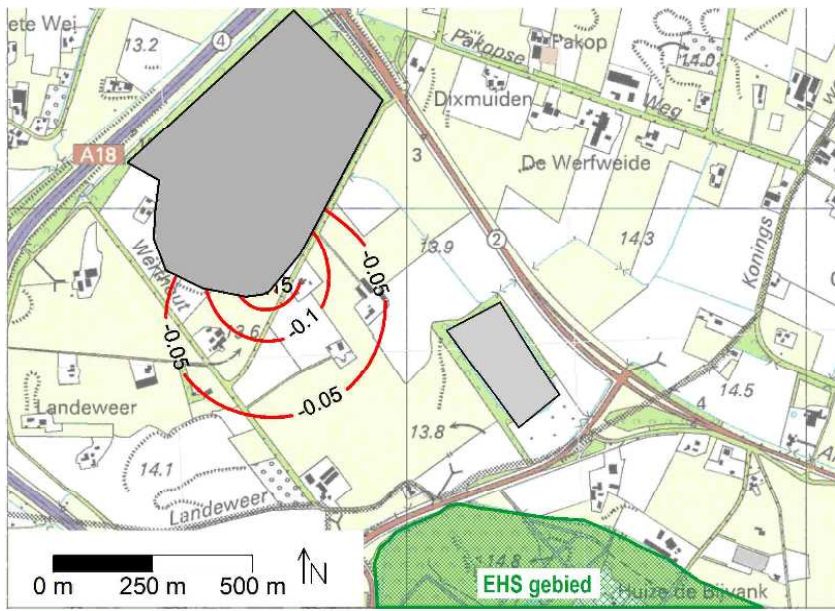 ete Wei
13.2
4
Pakopse
Pakop
14.0
Weg
Dixmuiden
A18
3
De Werfweide
Konings
-0.05
13.9
2
14.3
Werfhout
15
-0.1
13.6
-0.05
-0.05
14.5
4
Landeweer
13.8
14.1
Landeweer
14.8
EHS gebied
Huize de Bijvank
0 m 250 m 500 m
N